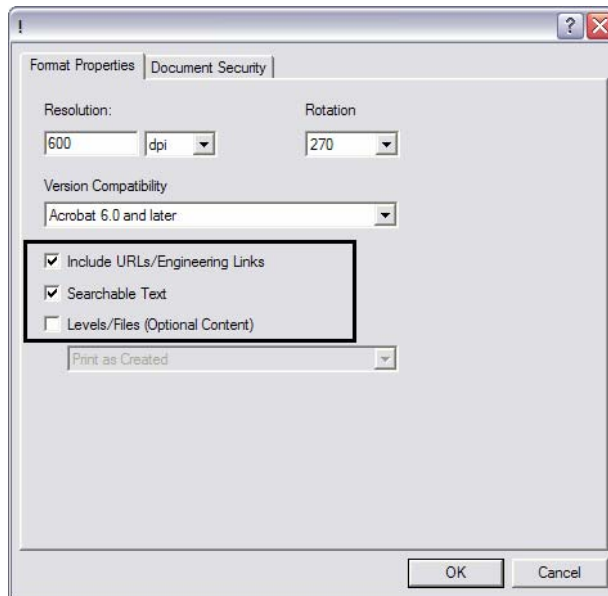 !
Format Properties Document Security
Resolution: Rotation
600 dpi 270
Version Compatibility
Acrobat 6.0 and later
Include URLs/Engineering Links
Searchable Text
Levels/Files (Optional Content)
Print as Created
OK Cancel